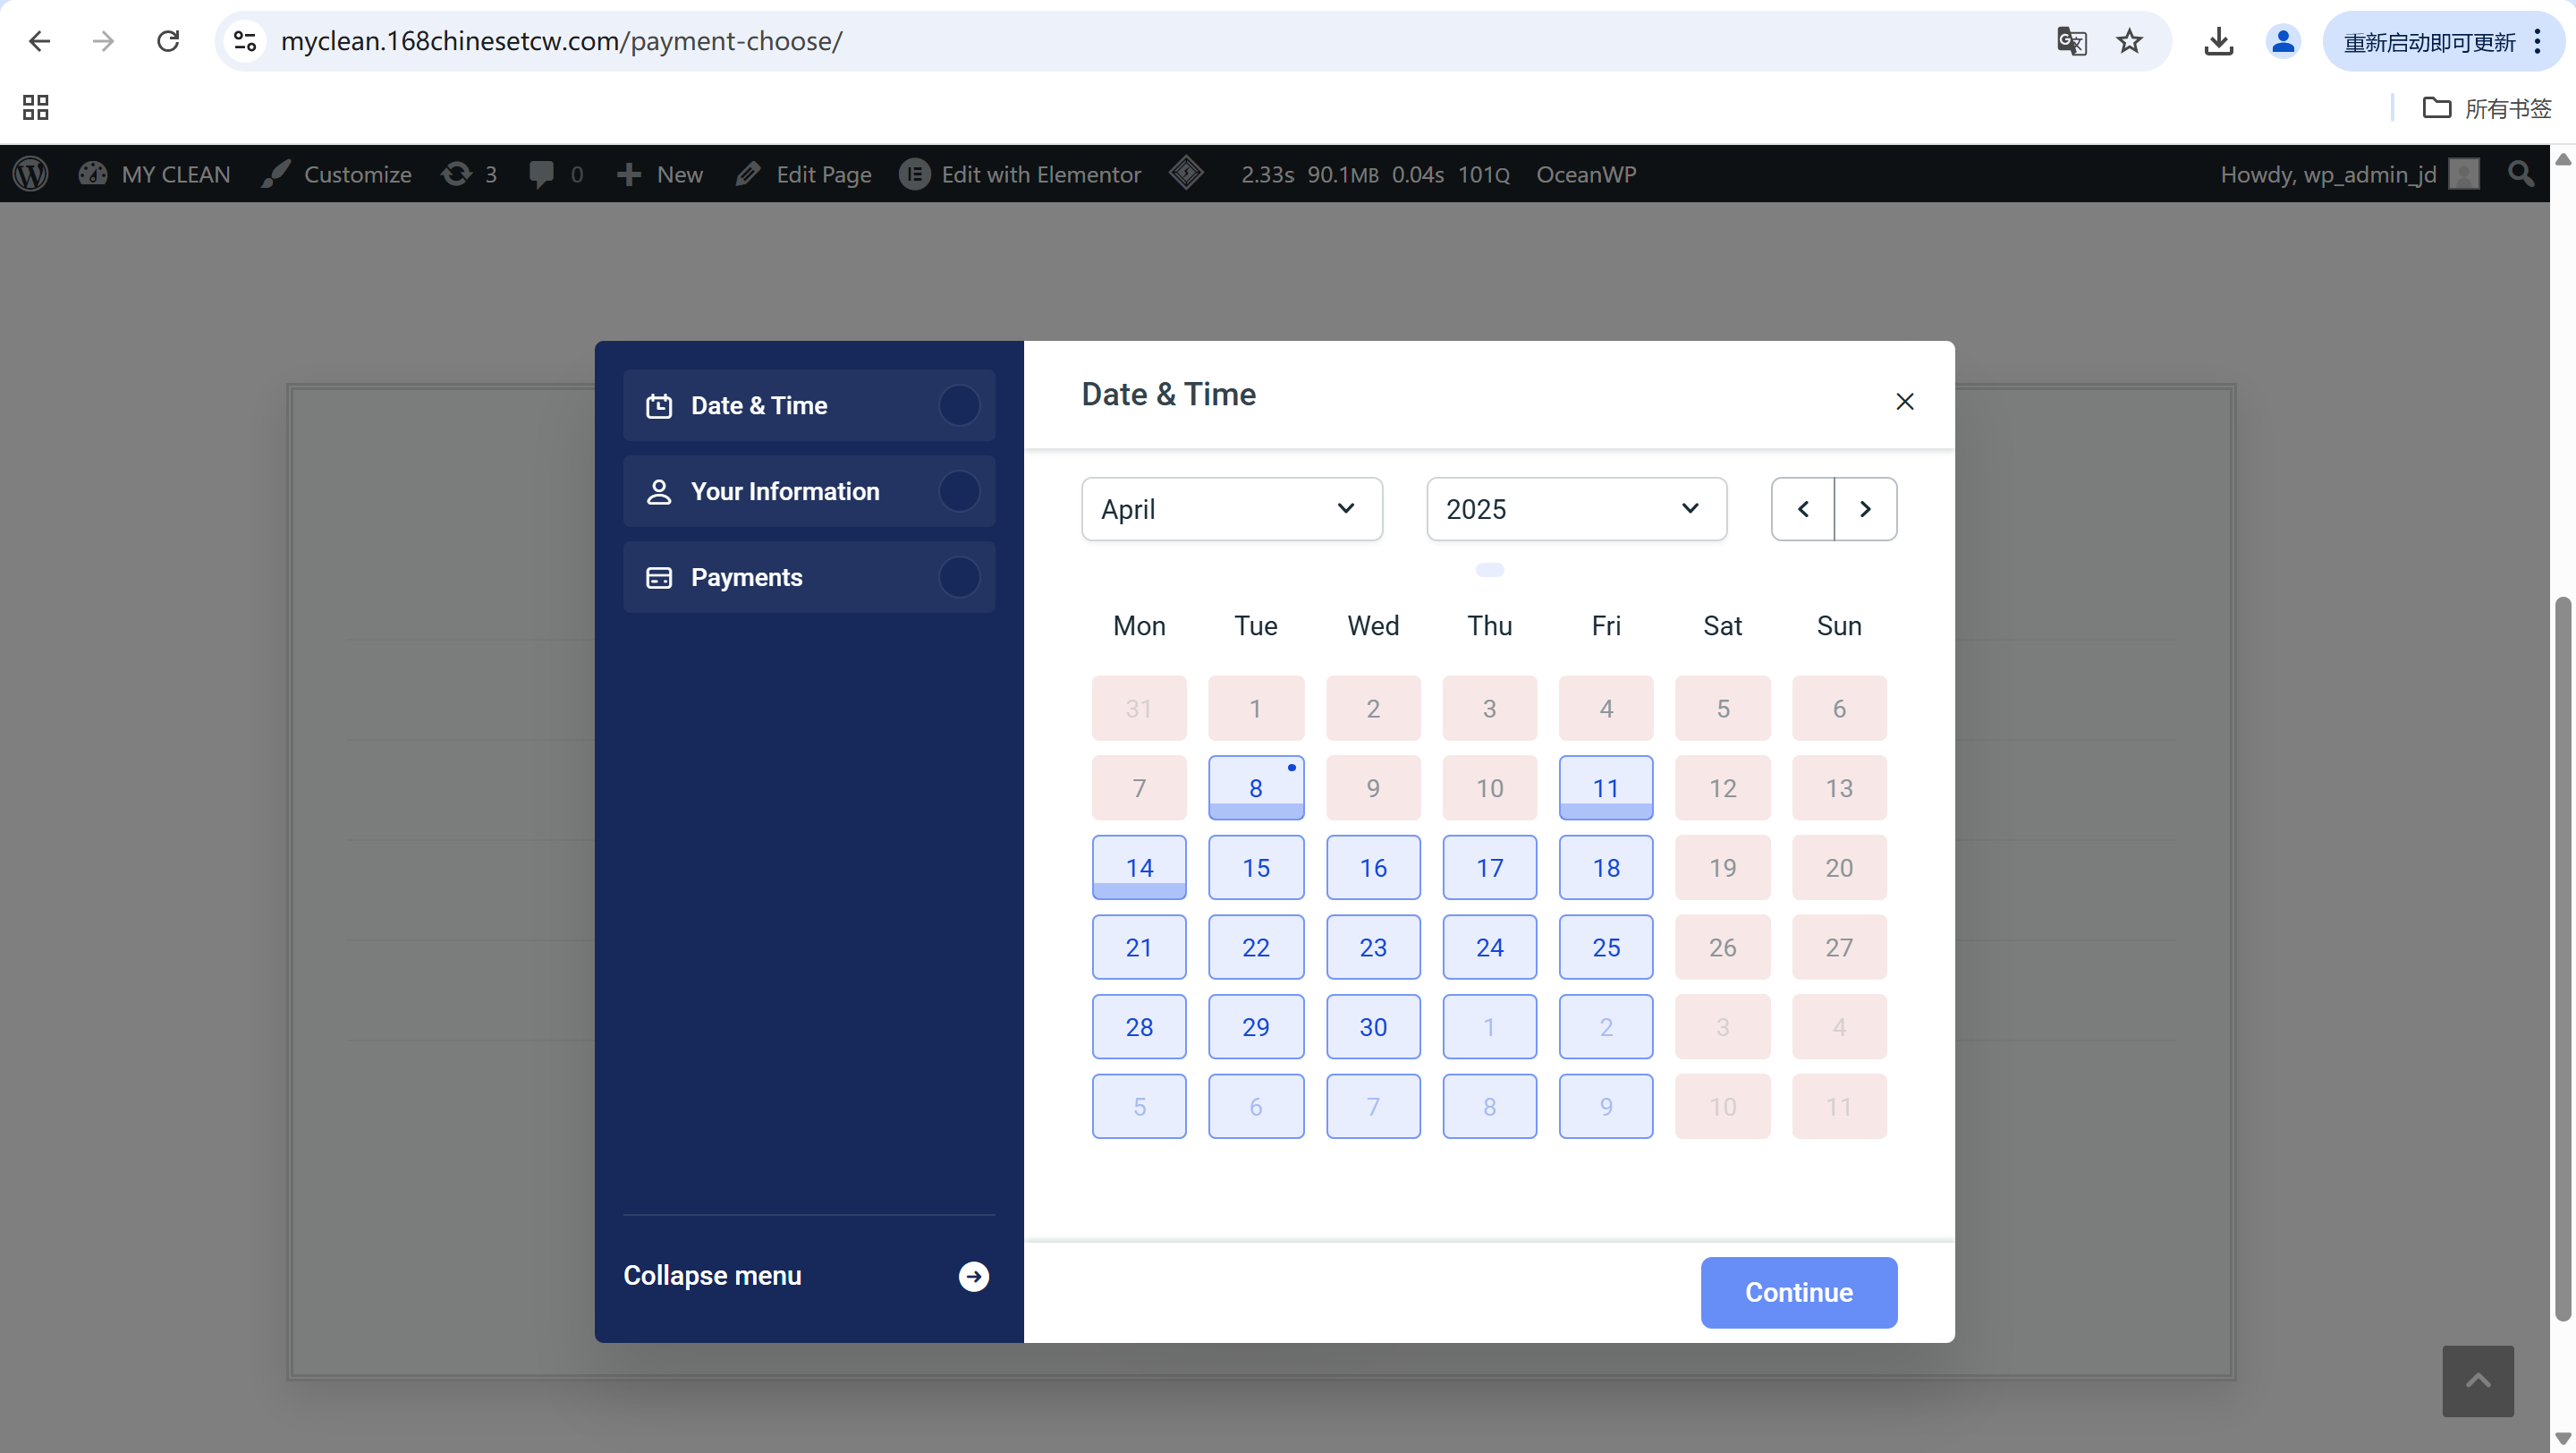 myclean.168chinesetcw.com/payment-choose/
重新启动即可更新
所有书签
MY CLEAN Customize 3 0 New Edit Page Edit with Elementor 2.33s 90.1MB 0.04s 101Q OceanWP Howdy, wp_admin_jd
Date & Time
Your Information
Payments
Collapse menu
Date & Time
April 2025
Mon Tue Wed Thu Fri Sat Sun
31 1 2 3 4 5 6
7 8 9 10 11 12 13
14 15 16 17 18 19 20
21 22 23 24 25 26 27
28 29 30 1 2 3 4
5 6 7 8 9 10 11
Continue